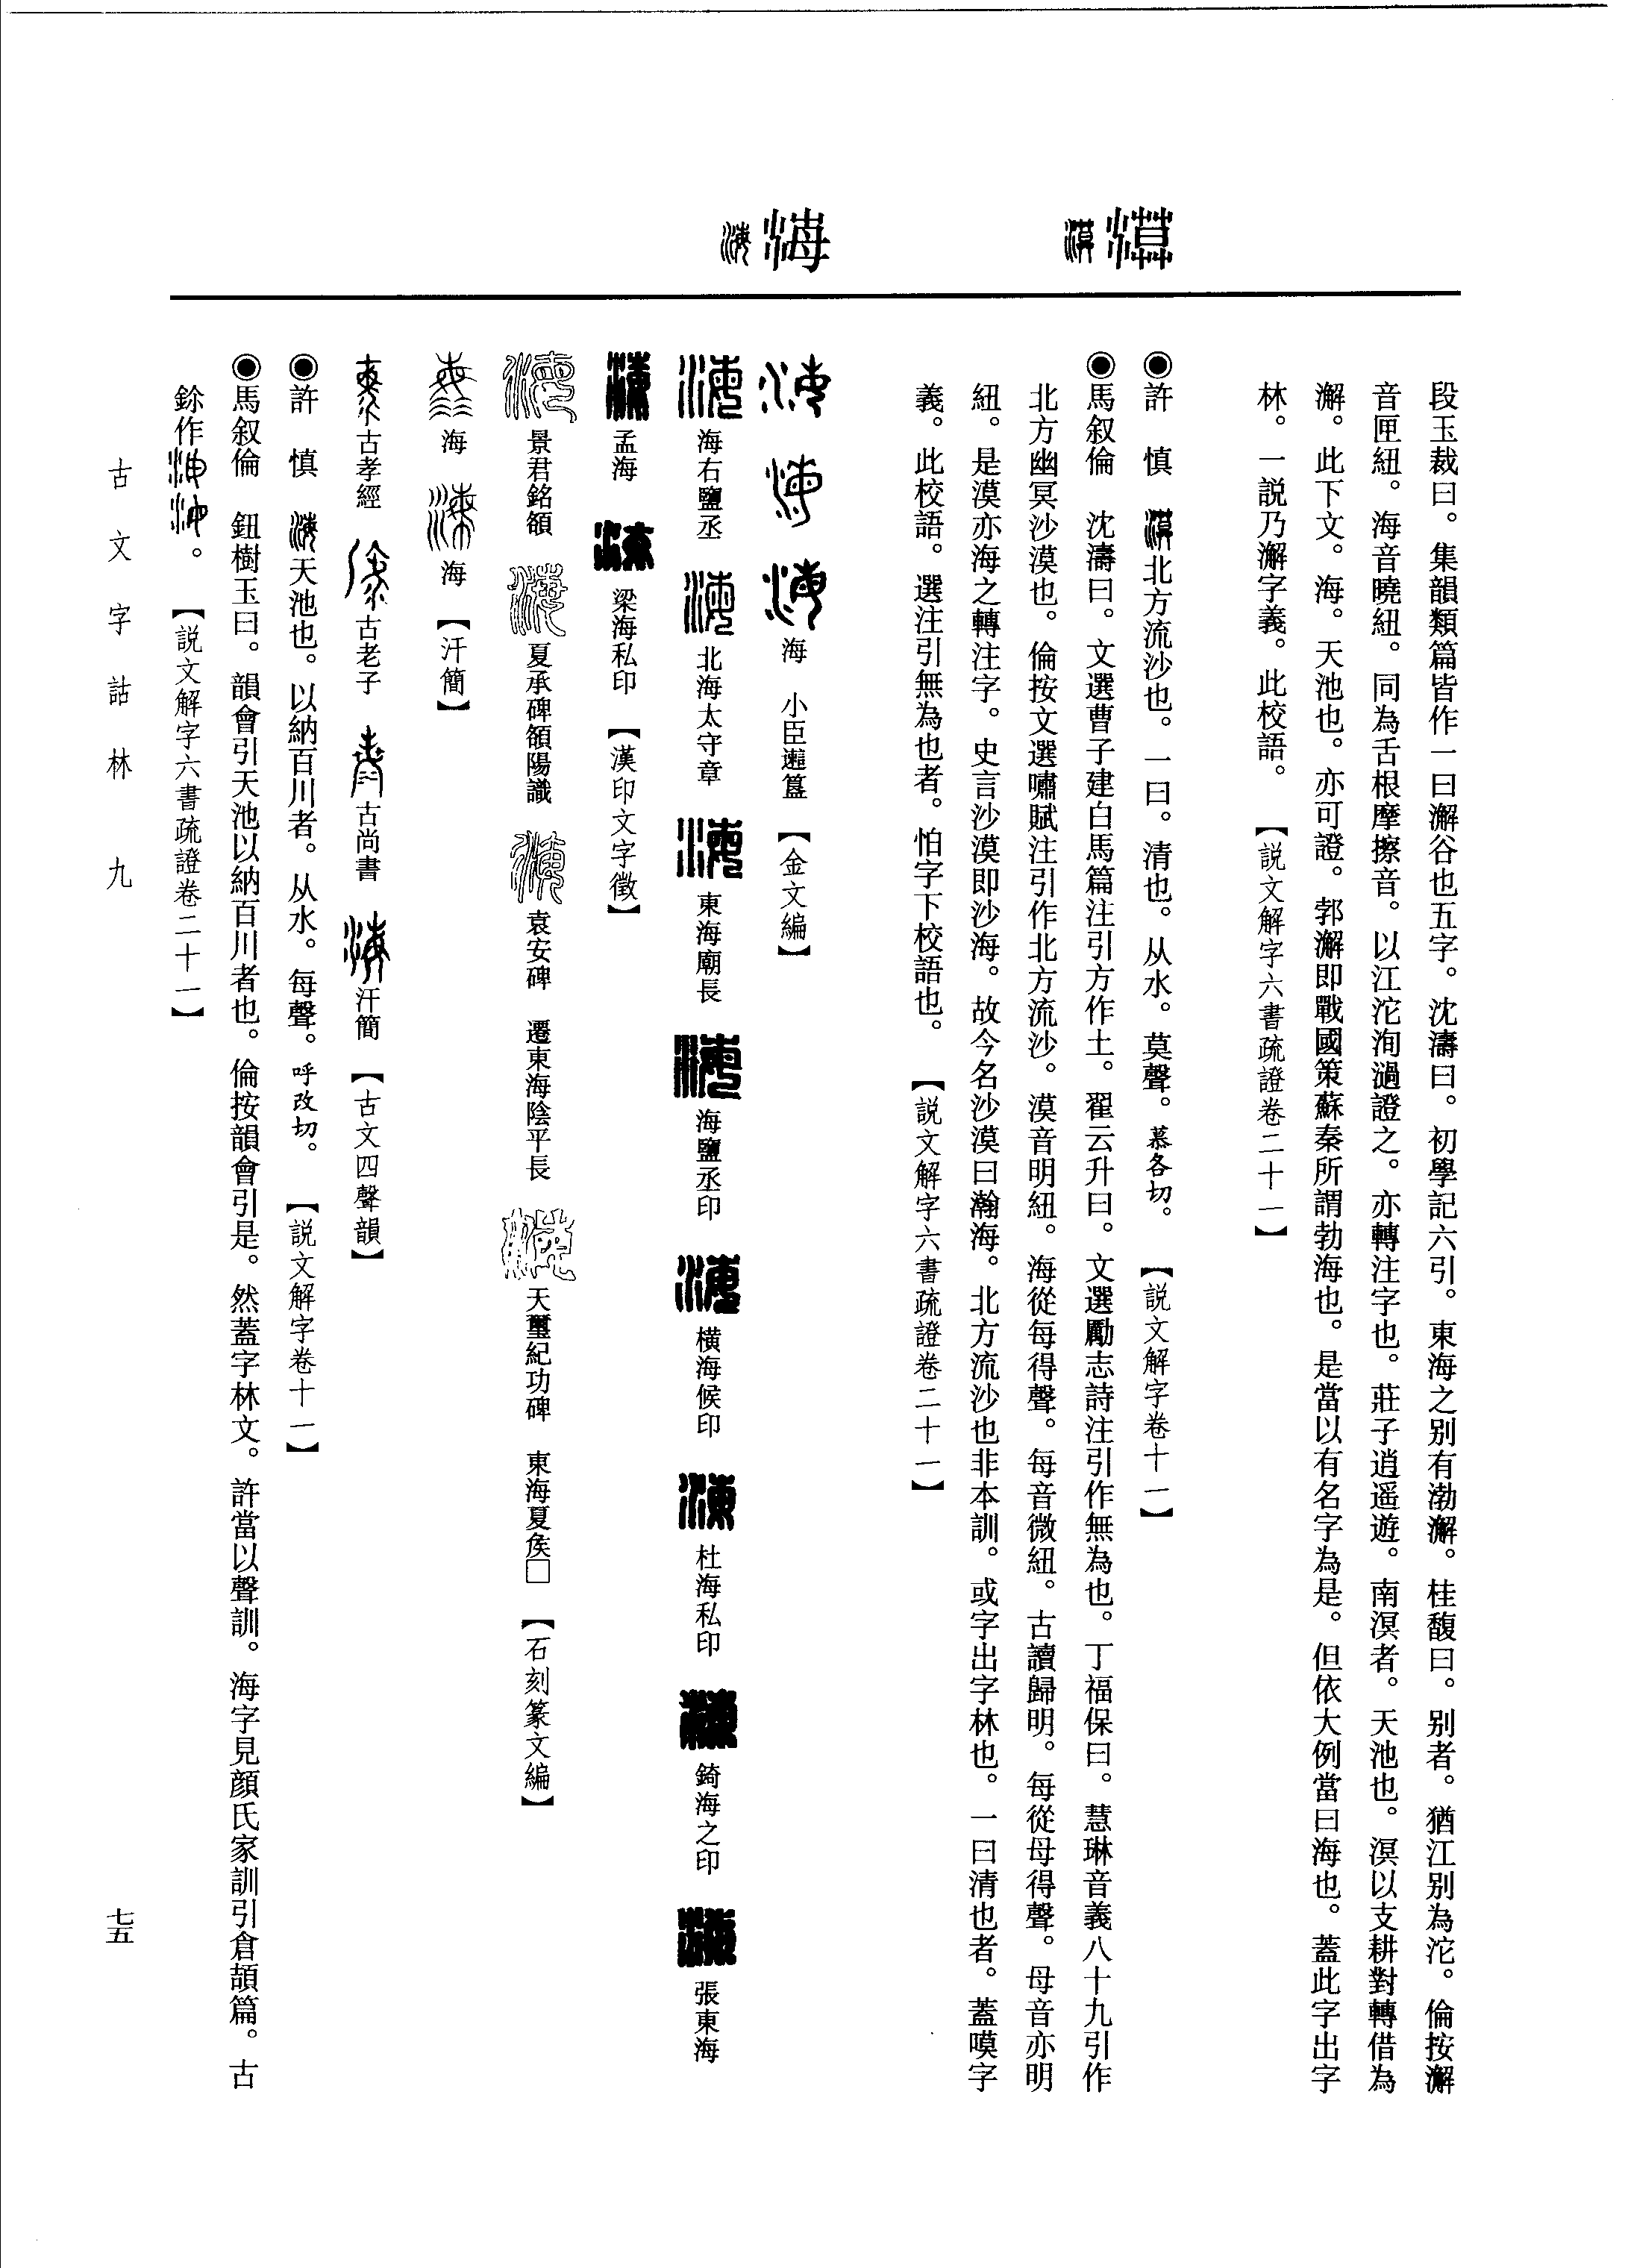 漠
海
段玉裁曰。集韻類篇皆作一曰澥谷也五字。沈濤曰。初學記六引。東海之别有渤澥。桂馥曰。别者。猶江别為沱。倫按澥
音匣紐。海音曉紐。同為舌根摩擦音。以江沱洵濄證之。亦轉注字也。莊子逍遥遊。南溟者。天池也。溟以支耕對轉借為
澥。此下文。海。天池也。亦可證。郭澥即戰國策蘇秦所謂勃海也。是當以有名字為是。但依大例當曰海也。蓋此字出字
林。一説乃澥字義。此校語。　【説文解字六書疏證卷二十一】
◉許　慎　漠北方流沙也。一曰。清也。从水。莫聲。慕各切。　【説文解字卷十一】
◉馬叙倫　沈濤曰。文選曹子建白馬篇注引方作土。翟云升曰。文選勵志詩注引作無為也。丁福保曰。慧琳音義八十九引作
北方幽冥沙漠也。倫按文選嘯賦注引作北方流沙。漠音明紐。海從每得聲。每音微紐。古讀歸明。每從母得聲。母音亦明
紐。是漠亦海之轉注字。史言沙漠即沙海。故今名沙漠曰瀚海。北方流沙也非本訓。或字出字林也。一曰清也者。蓋嗼字
義。此校語。選注引無為也者。怕字下校語也。　【説文解字六書疏證卷二十一】
海　小臣𨖍簋　【金文編】
海右鹽丞　北海太守章　東海廟長　海鹽丞印　横海候印　杜海私印　錡海之印　張東海
孟海　梁海私印　【漢印文字徵】
景君銘領　夏承碑領陽識　袁安碑　遷東海陰平長　天璽紀功碑　東海夏矦□　【石刻篆文編】
海　海　【汗簡】
古孝經　古老子　古尚書　汗簡　【古文四聲韻】
◉許　慎　海天池也。以納百川者。从水。每聲。呼改切。　【説文解字卷十一】
◉馬叙倫　鈕樹玉曰。韻會引天池以納百川者也。倫按韻會引是。然蓋字林文。許當以聲訓。海字見顔氏家訓引倉頡篇。古
鉩作。　【説文解字六書疏證卷二十一】
古文字詁林　九
七五